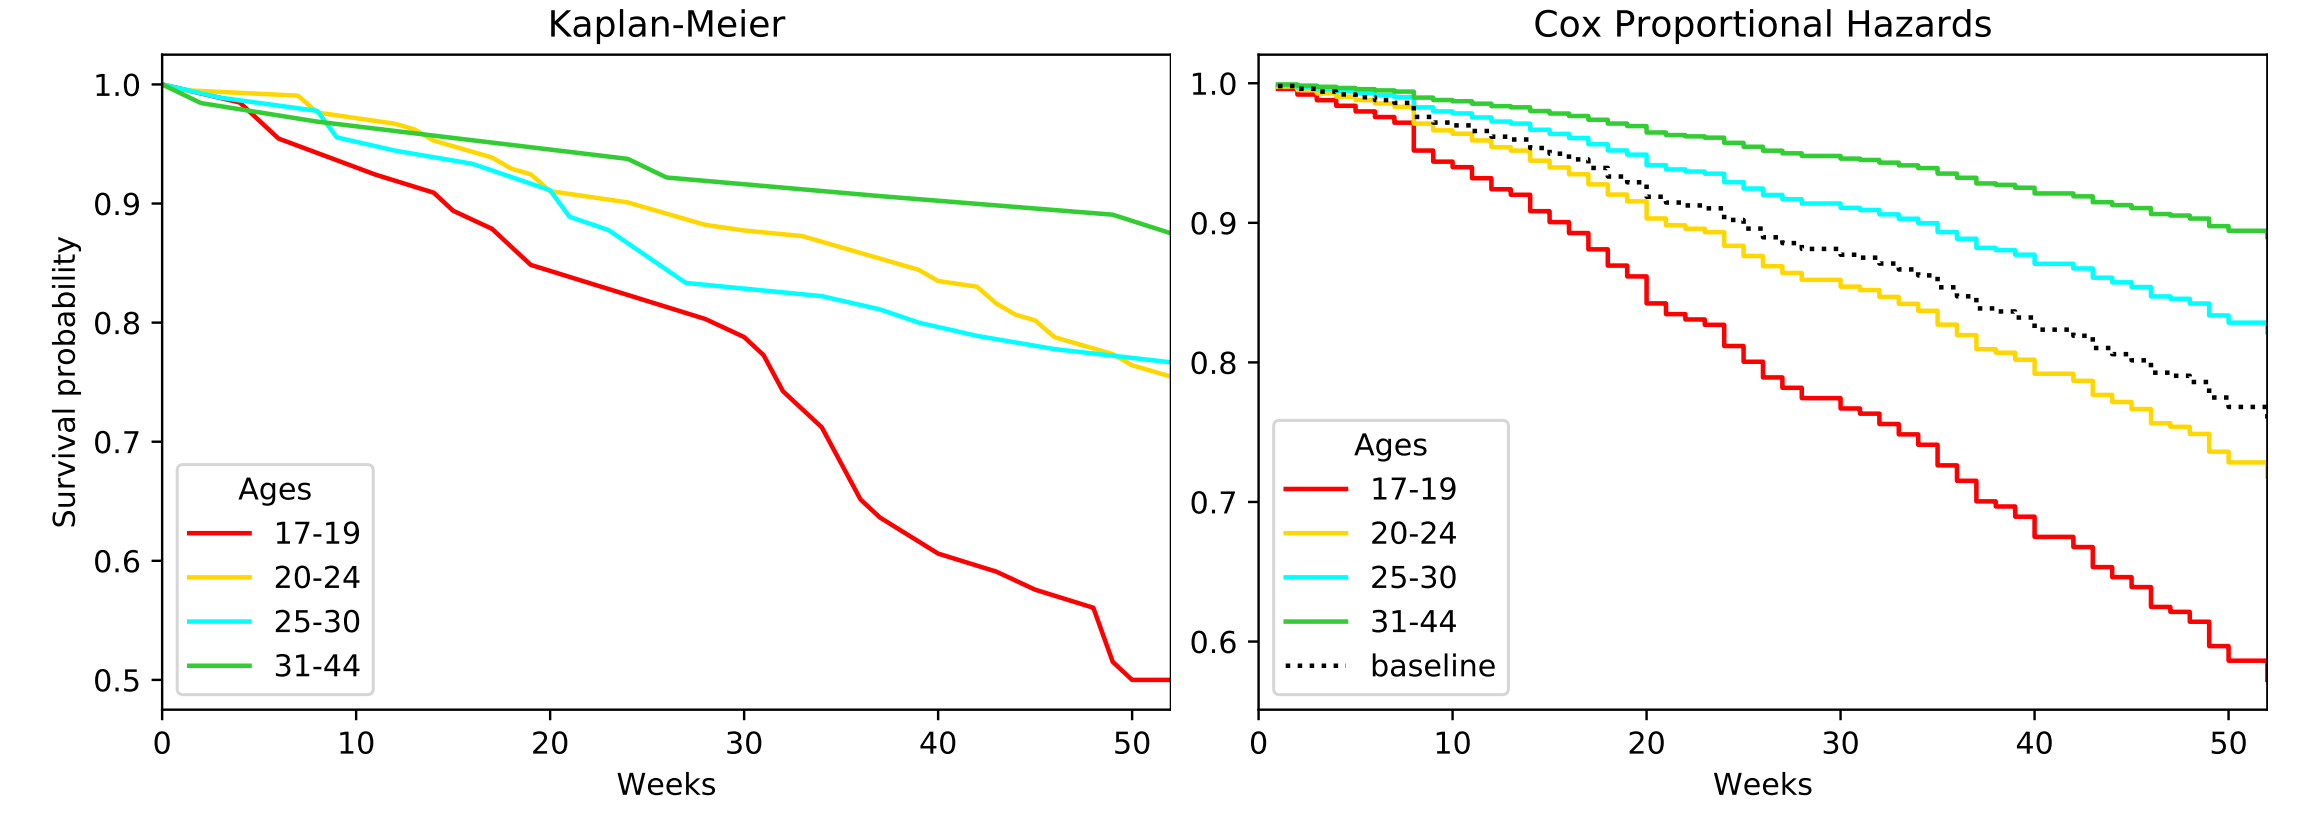 Kaplan-Meier
Survival probability
1.0
0.9
0.8
0.7
0.6
0.5
Ages
17-19
20-24
25-30
31-44
0 10 20 30 40 50
Weeks
Cox Proportional Hazards
1.0
0.9
0.8
0.7
0.6
Ages
17-19
20-24
25-30
31-44
baseline
0 10 20 30 40 50
Weeks